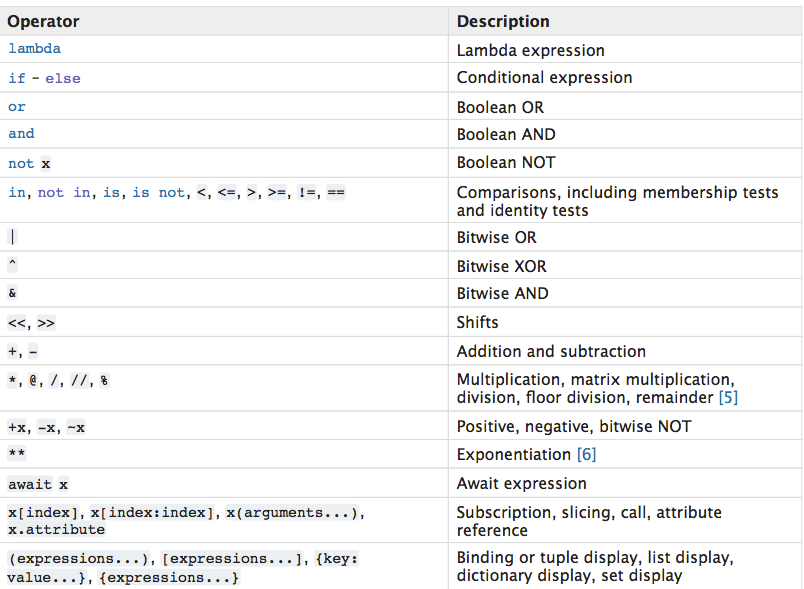 Operator Description
lambda Lambda expression
if – else Conditional expression
or Boolean OR
and Boolean AND
not x Boolean NOT
in, not in, is, is not, <, <=, >, >=, !=, == Comparisons, including membership tests
and identity tests
| Bitwise OR
^ Bitwise XOR
& Bitwise AND
<<, >> Shifts
+, - Addition and subtraction
*, @, /, //, % Multiplication, matrix multiplication,
division, floor division, remainder [5]
+x, -x, ~x Positive, negative, bitwise NOT
** Exponentiation [6]
await x Await expression
x[index], x[index:index], x(arguments...), Subscription, slicing, call, attribute
x.attribute reference
(expressions...), [expressions...], {key: Binding or tuple display, list display,
value...}, {expressions...} dictionary display, set display